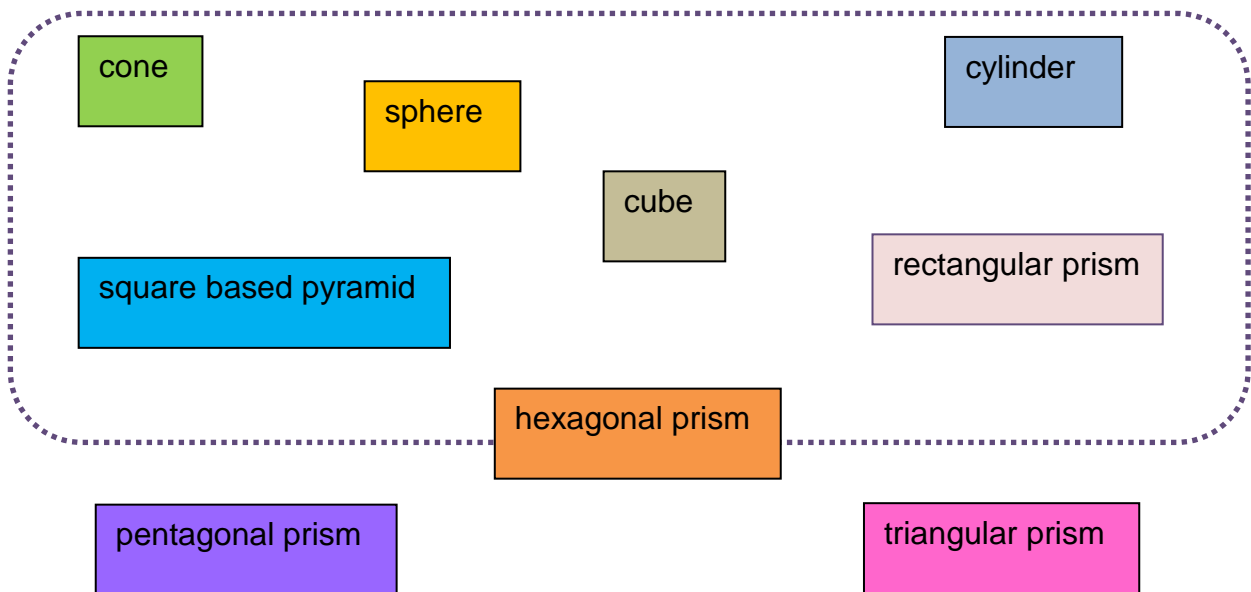 cone
cylinder
sphere
cube
rectangular prism
square based pyramid
hexagonal prism
pentagonal prism
triangular prism